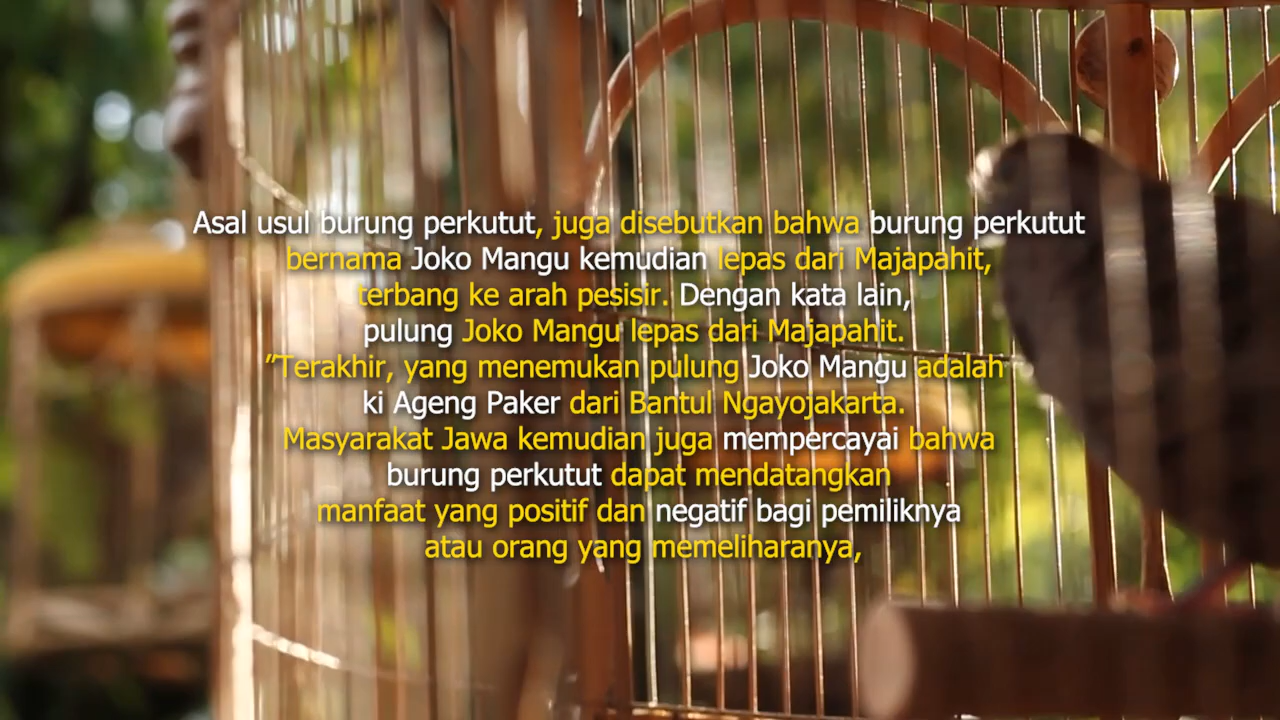 Asal usul burung perkutut, juga disebutkan bahwa burung perkutut
bernama Joko Mangu kemudian lepas dari Majapahit,
terbang ke arah pesisir. Dengan kata lain,
pulung Joko Mangu lepas dari Majapahit.
”Terakhir, yang menemukan pulung Joko Mangu adalah
ki Ageng Paker dari Bantul Ngayojakarta.
Masyarakat Jawa kemudian juga mempercayai bahwa
burung perkutut dapat mendatangkan
manfaat yang positif dan negatif bagi pemiliknya
atau orang yang memeliharanya,